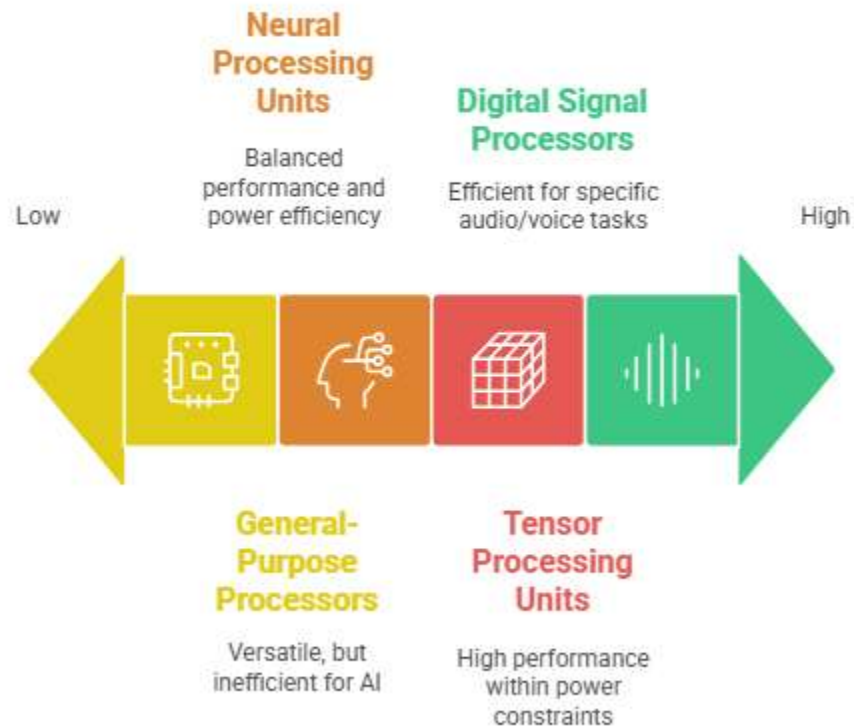 Neural
Processing
Units
Balanced
performance and
power efficiency
Digital Signal
Processors
Efficient for specific
audio/voice tasks
Low
High
General-
Purpose
Processors
Versatile, but
inefficient for AI
Tensor
Processing
Units
High performance
within power
constraints